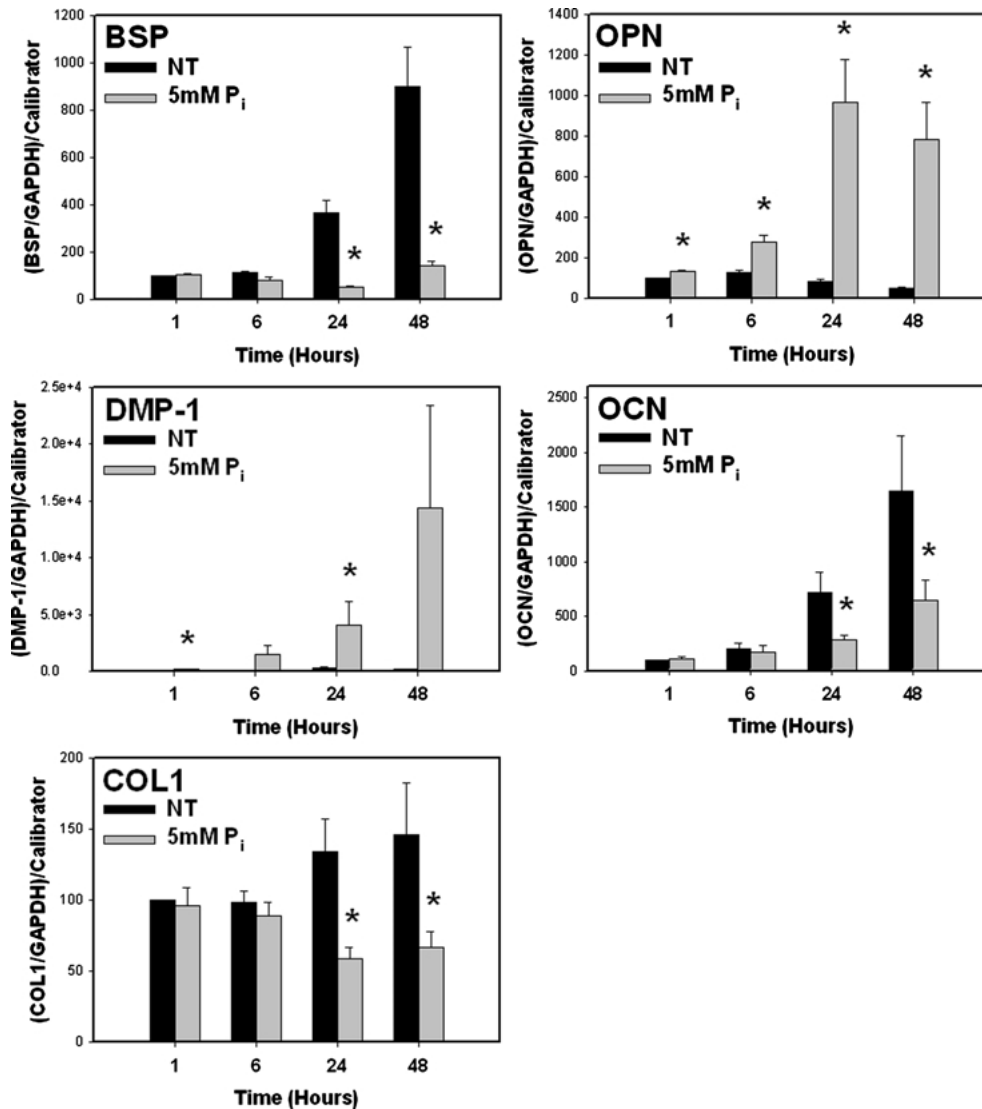 BSP
NT
5mM Pi
(BSP/GAPDH)/Calibrator
1200
1000
800
600
400
200
0
*
*
1 6 24 48
Time (Hours)
OPN
NT
5mM Pi
(OPN/GAPDH)/Calibrator
1400
1200
1000
800
600
400
200
0
*
*
*
*
1 6 24 48
Time (Hours)
DMP-1
NT
5mM Pi
(DMP-1/GAPDH)/Calibrator
2.5e+4
2.0e+4
1.5e+4
1.0e+4
5.0e+3
0.0
*
*
1 6 24 48
Time (Hours)
OCN
NT
5mM Pi
(OCN/GAPDH)/Calibrator
2500
2000
1500
1000
500
0
*
*
1 6 24 48
Time (Hours)
COL1
NT
5mM Pi
(COL1/GAPDH)/Calibrator
200
150
100
50
0
*
*
1 6 24 48
Time (Hours)